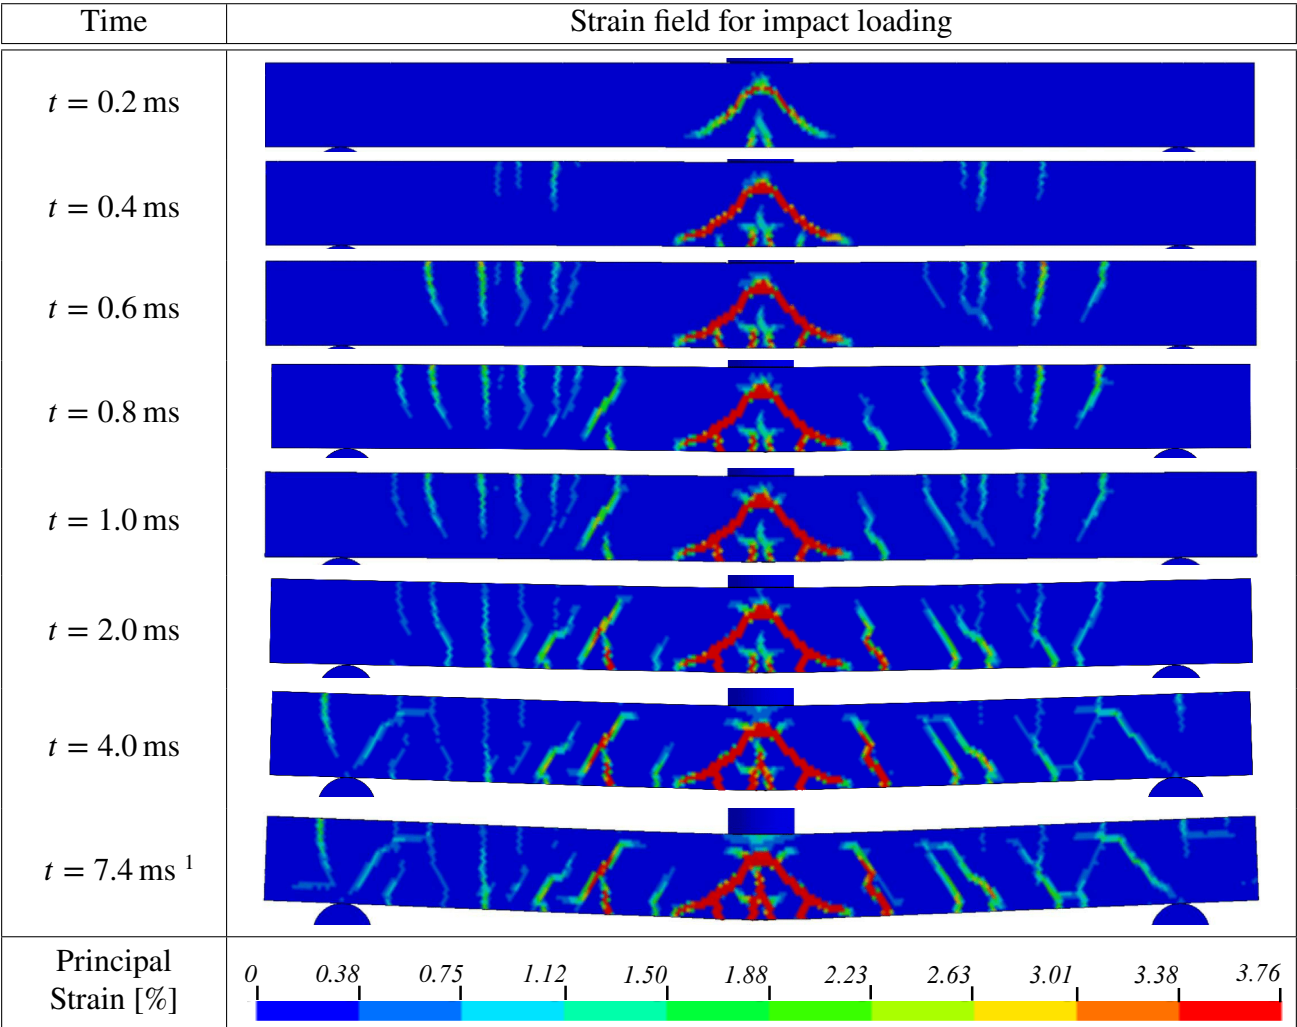 Time Strain field for impact loading
t = 0.2 ms
t = 0.4 ms
t = 0.6 ms
t = 0.8 ms
t = 1.0 ms
t = 2.0 ms
t = 4.0 ms
t = 7.4 ms ¹
Principal
Strain [%]
0 0.38 0.75 1.12 1.50 1.88 2.23 2.63 3.01 3.38 3.76